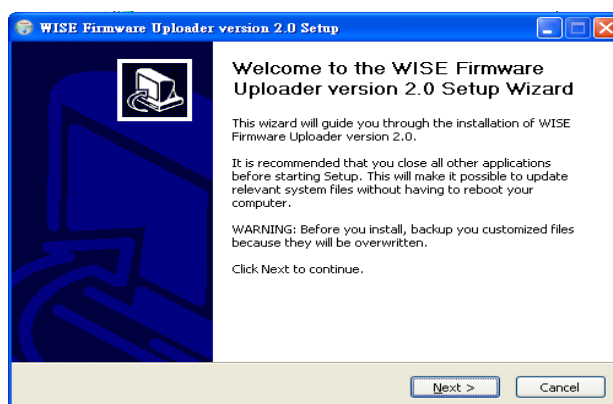 WISE Firmware Uploader version 2.0 Setup
Welcome to the WISE Firmware
Uploader version 2.0 Setup Wizard
This wizard will guide you through the installation of WISE
Firmware Uploader version 2.0.
It is recommended that you close all other applications
before starting Setup. This will make it possible to update
relevant system files without having to reboot your
computer.
WARNING: Before you install, backup you customized files
because they will be overwritten.
Click Next to continue.
Next >
Cancel